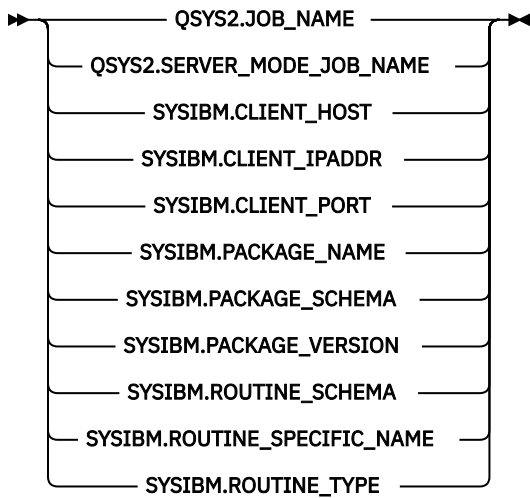 QSYS2.JOB_NAME
QSYS2.SERVER_MODE_JOB_NAME
SYSIBM.CLIENT_HOST
SYSIBM.CLIENT_IPADDR
SYSIBM.CLIENT_PORT
SYSIBM.PACKAGE_NAME
SYSIBM.PACKAGE_SCHEMA
SYSIBM.PACKAGE_VERSION
SYSIBM.ROUTINE_SCHEMA
SYSIBM.ROUTINE_SPECIFIC_NAME
SYSIBM.ROUTINE_TYPE